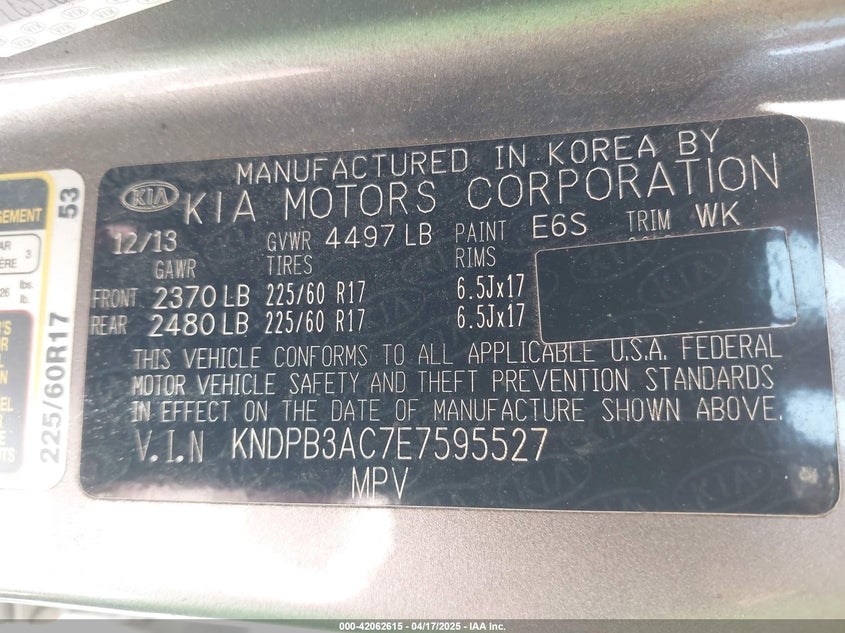 MANUFACTURED IN KOREA BY
KIA KIA MOTORS CORPORATION
12/13 GVWR 4497 LB PAINT E6S TRIM WK
GAWR TIRES RIMS
FRONT 2370 LB 225/60 R17 6.5Jx17
REAR 2480 LB 225/60 R17 6.5Jx17
THIS VEHICLE CONFORMS TO ALL APPLICABLE U.S.A. FEDERAL
MOTOR VEHICLE SAFETY AND THEFT PREVENTION STANDARDS
IN EFFECT ON THE DATE OF MANUFACTURE SHOWN ABOVE.
V.I.N KNDPB3AC7E7595527
MPV
53
225/60R17
3
lbs.
lb.
000-42062615 - 04/17/2025 - IAA Inc.